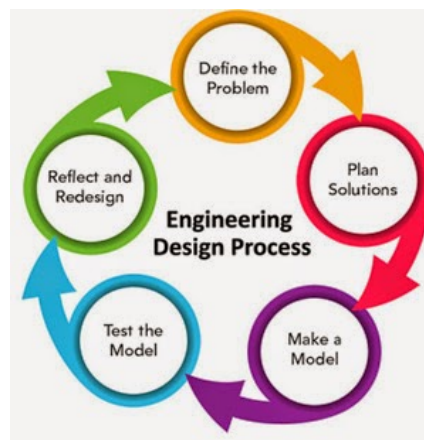 Define the
Problem
Plan
Solutions
Make a
Model
Test the
Model
Reflect and
Redesign
Engineering
Design Process